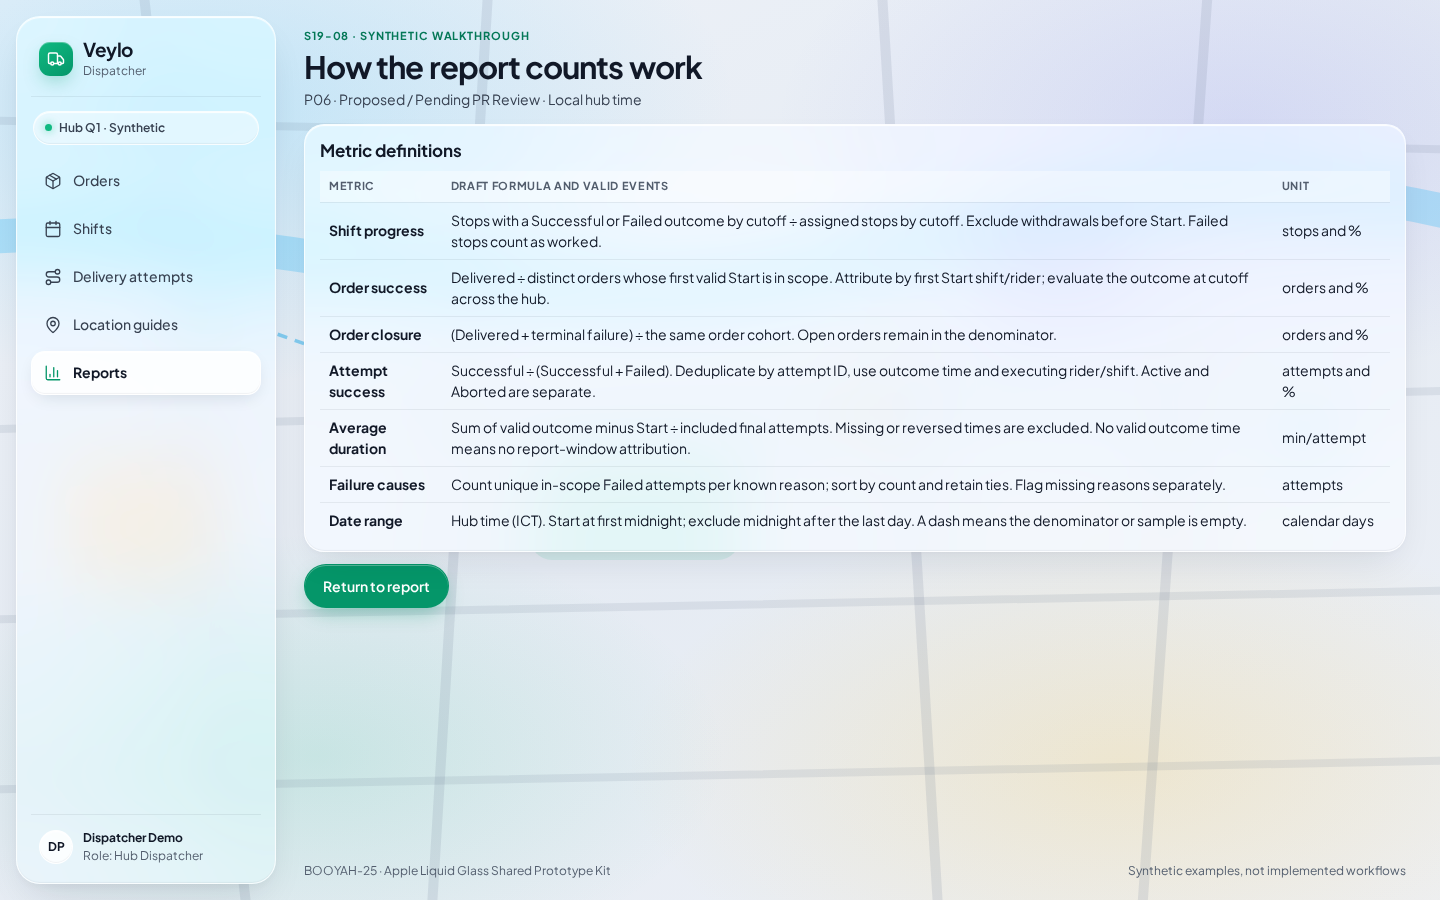 Veylo
Dispatcher
Hub Q1 · Synthetic
Orders
Shifts
Delivery attempts
Location guides
Reports
DP
Dispatcher Demo
Role: Hub Dispatcher
S19-08 · SYNTHETIC WALKTHROUGH
How the report counts work
P06 · Proposed / Pending PR Review · Local hub time
Metric definitions
METRIC DRAFT FORMULA AND VALID EVENTS UNIT
Shift progress Stops with a Successful or Failed outcome by cutoff ÷ assigned stops by cutoff. Exclude withdrawals before Start. Failed stops and %
stops count as worked.
Order success Delivered ÷ distinct orders whose first valid Start is in scope. Attribute by first Start shift/rider; evaluate the outcome at cutoff orders and %
across the hub.
Order closure (Delivered + terminal failure) ÷ the same order cohort. Open orders remain in the denominator. orders and %
Attempt Successful ÷ (Successful + Failed). Deduplicate by attempt ID, use outcome time and executing rider/shift. Active and attempts and
success Aborted are separate. %
Average Sum of valid outcome minus Start ÷ included final attempts. Missing or reversed times are excluded. No valid outcome time min/attempt
duration means no report-window attribution.
Failure causes Count unique in-scope Failed attempts per known reason; sort by count and retain ties. Flag missing reasons separately. attempts
Date range Hub time (ICT). Start at first midnight; exclude midnight after the last day. A dash means the denominator or sample is empty. calendar days
Return to report
BOOYAH-25 · Apple Liquid Glass Shared Prototype Kit
Synthetic examples, not implemented workflows